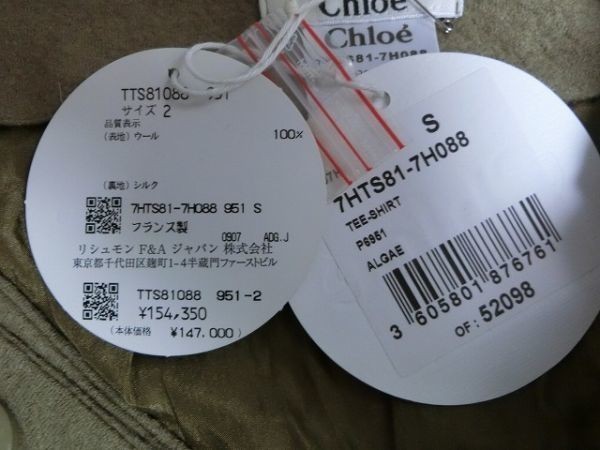 Chloé
Chloé
S81-7H088
TTS81088 951
サイズ 2
品質表示
(表地) ウール 100%
(裏地) シルク
7HTS81-7H088 951 S
フランス製
0907 ADG.J
リシュモン F&A ジャパン 株式会社
東京都千代田区麹町1-4半蔵門ファーストビル
TTS81088 951-2
¥154,350
(本体価格 ¥147,000)
S
7HTS81-7H088
TEE-SHIRT
P6951
ALGAE
3 605801 876761
OF: 52098